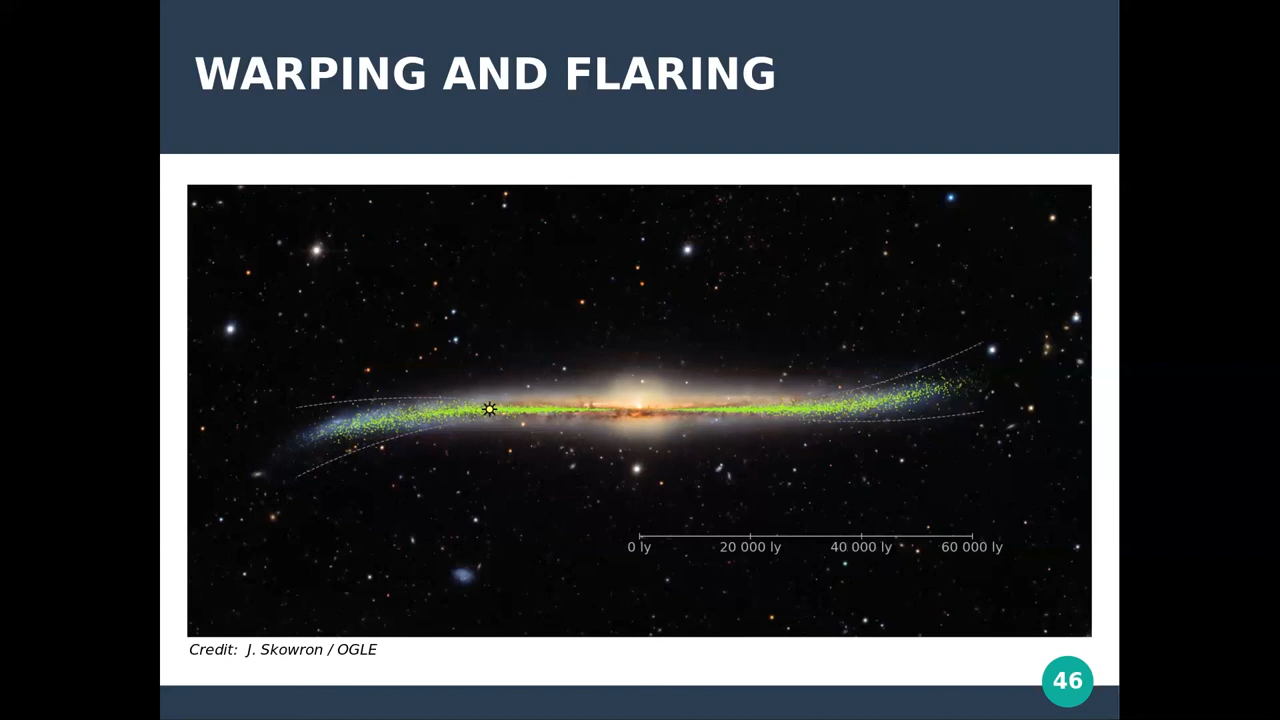 WARPING AND FLARING
0 ly 20 000 ly 40 000 ly 60 000 ly
Credit: J. Skowron / OGLE
46